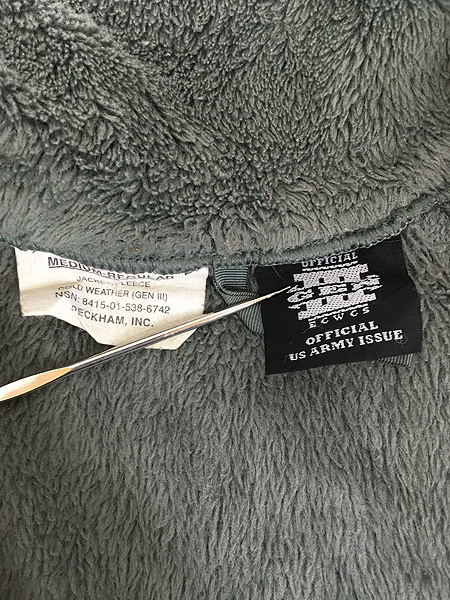 MEDIUM-REGULAR
JACKET, FLEECE
COLD WEATHER (GEN III)
NSN: 8415-01-538-6742
PECKHAM, INC.
OFFICIAL
III
GEN
ECWCS
OFFICIAL
US ARMY ISSUE